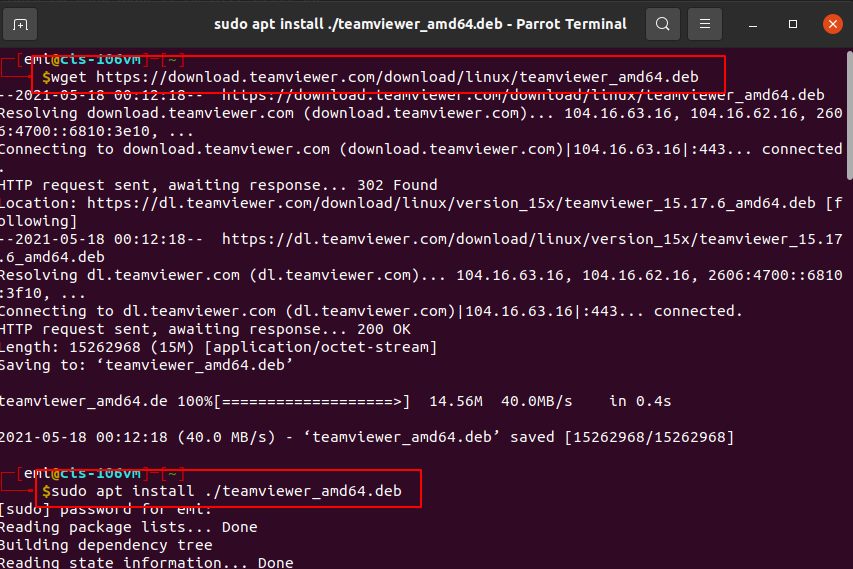 sudo apt install ./teamviewer_amd64.deb - Parrot Terminal
┌─[emi@cts-106vm]─[~]
└──╼ $wget https://download.teamviewer.com/download/linux/teamviewer_amd64.deb
--2021-05-18 00:12:18--  https://download.teamviewer.com/download/linux/teamviewer_amd64.deb
Resolving download.teamviewer.com (download.teamviewer.com)... 104.16.63.16, 104.16.62.16, 260
6:4700::6810:3e10, ...
Connecting to download.teamviewer.com (download.teamviewer.com)|104.16.63.16|:443... connected
.
HTTP request sent, awaiting response... 302 Found
Location: https://dl.teamviewer.com/download/linux/version_15x/teamviewer_15.17.6_amd64.deb [f
ollowing]
--2021-05-18 00:12:18--  https://dl.teamviewer.com/download/linux/version_15x/teamviewer_15.17
.6_amd64.deb
Resolving dl.teamviewer.com (dl.teamviewer.com)... 104.16.63.16, 104.16.62.16, 2606:4700::6810
:3f10, ...
Connecting to dl.teamviewer.com (dl.teamviewer.com)|104.16.63.16|:443... connected.
HTTP request sent, awaiting response... 200 OK
Length: 15262968 (15M) [application/octet-stream]
Saving to: ‘teamviewer_amd64.deb’
teamviewer_amd64.de 100%[===================>]  14.56M  40.0MB/s    in 0.4s
2021-05-18 00:12:18 (40.0 MB/s) - ‘teamviewer_amd64.deb’ saved [15262968/15262968]
┌─[emi@cts-106vm]─[~]
└──╼ $sudo apt install ./teamviewer_amd64.deb
[sudo] password for emi:
Reading package lists... Done
Building dependency tree
Reading state information... Done